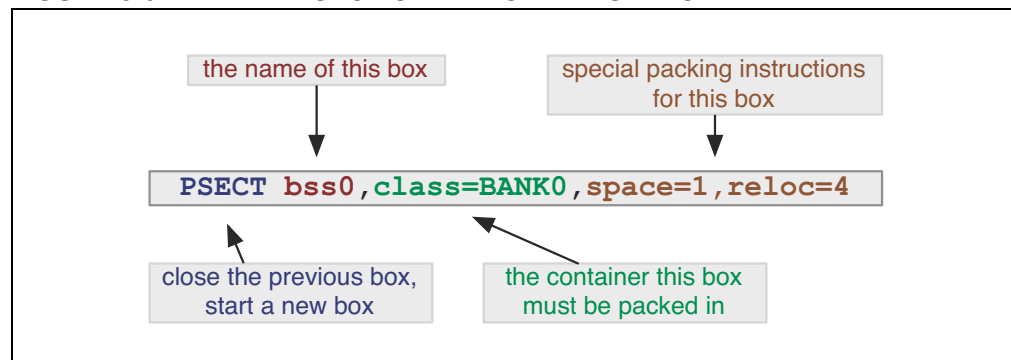 the name of this box
special packing instructions
for this box
PSECT bss0,class=BANK0,space=1,reloc=4
close the previous box,
start a new box
the container this box
must be packed in